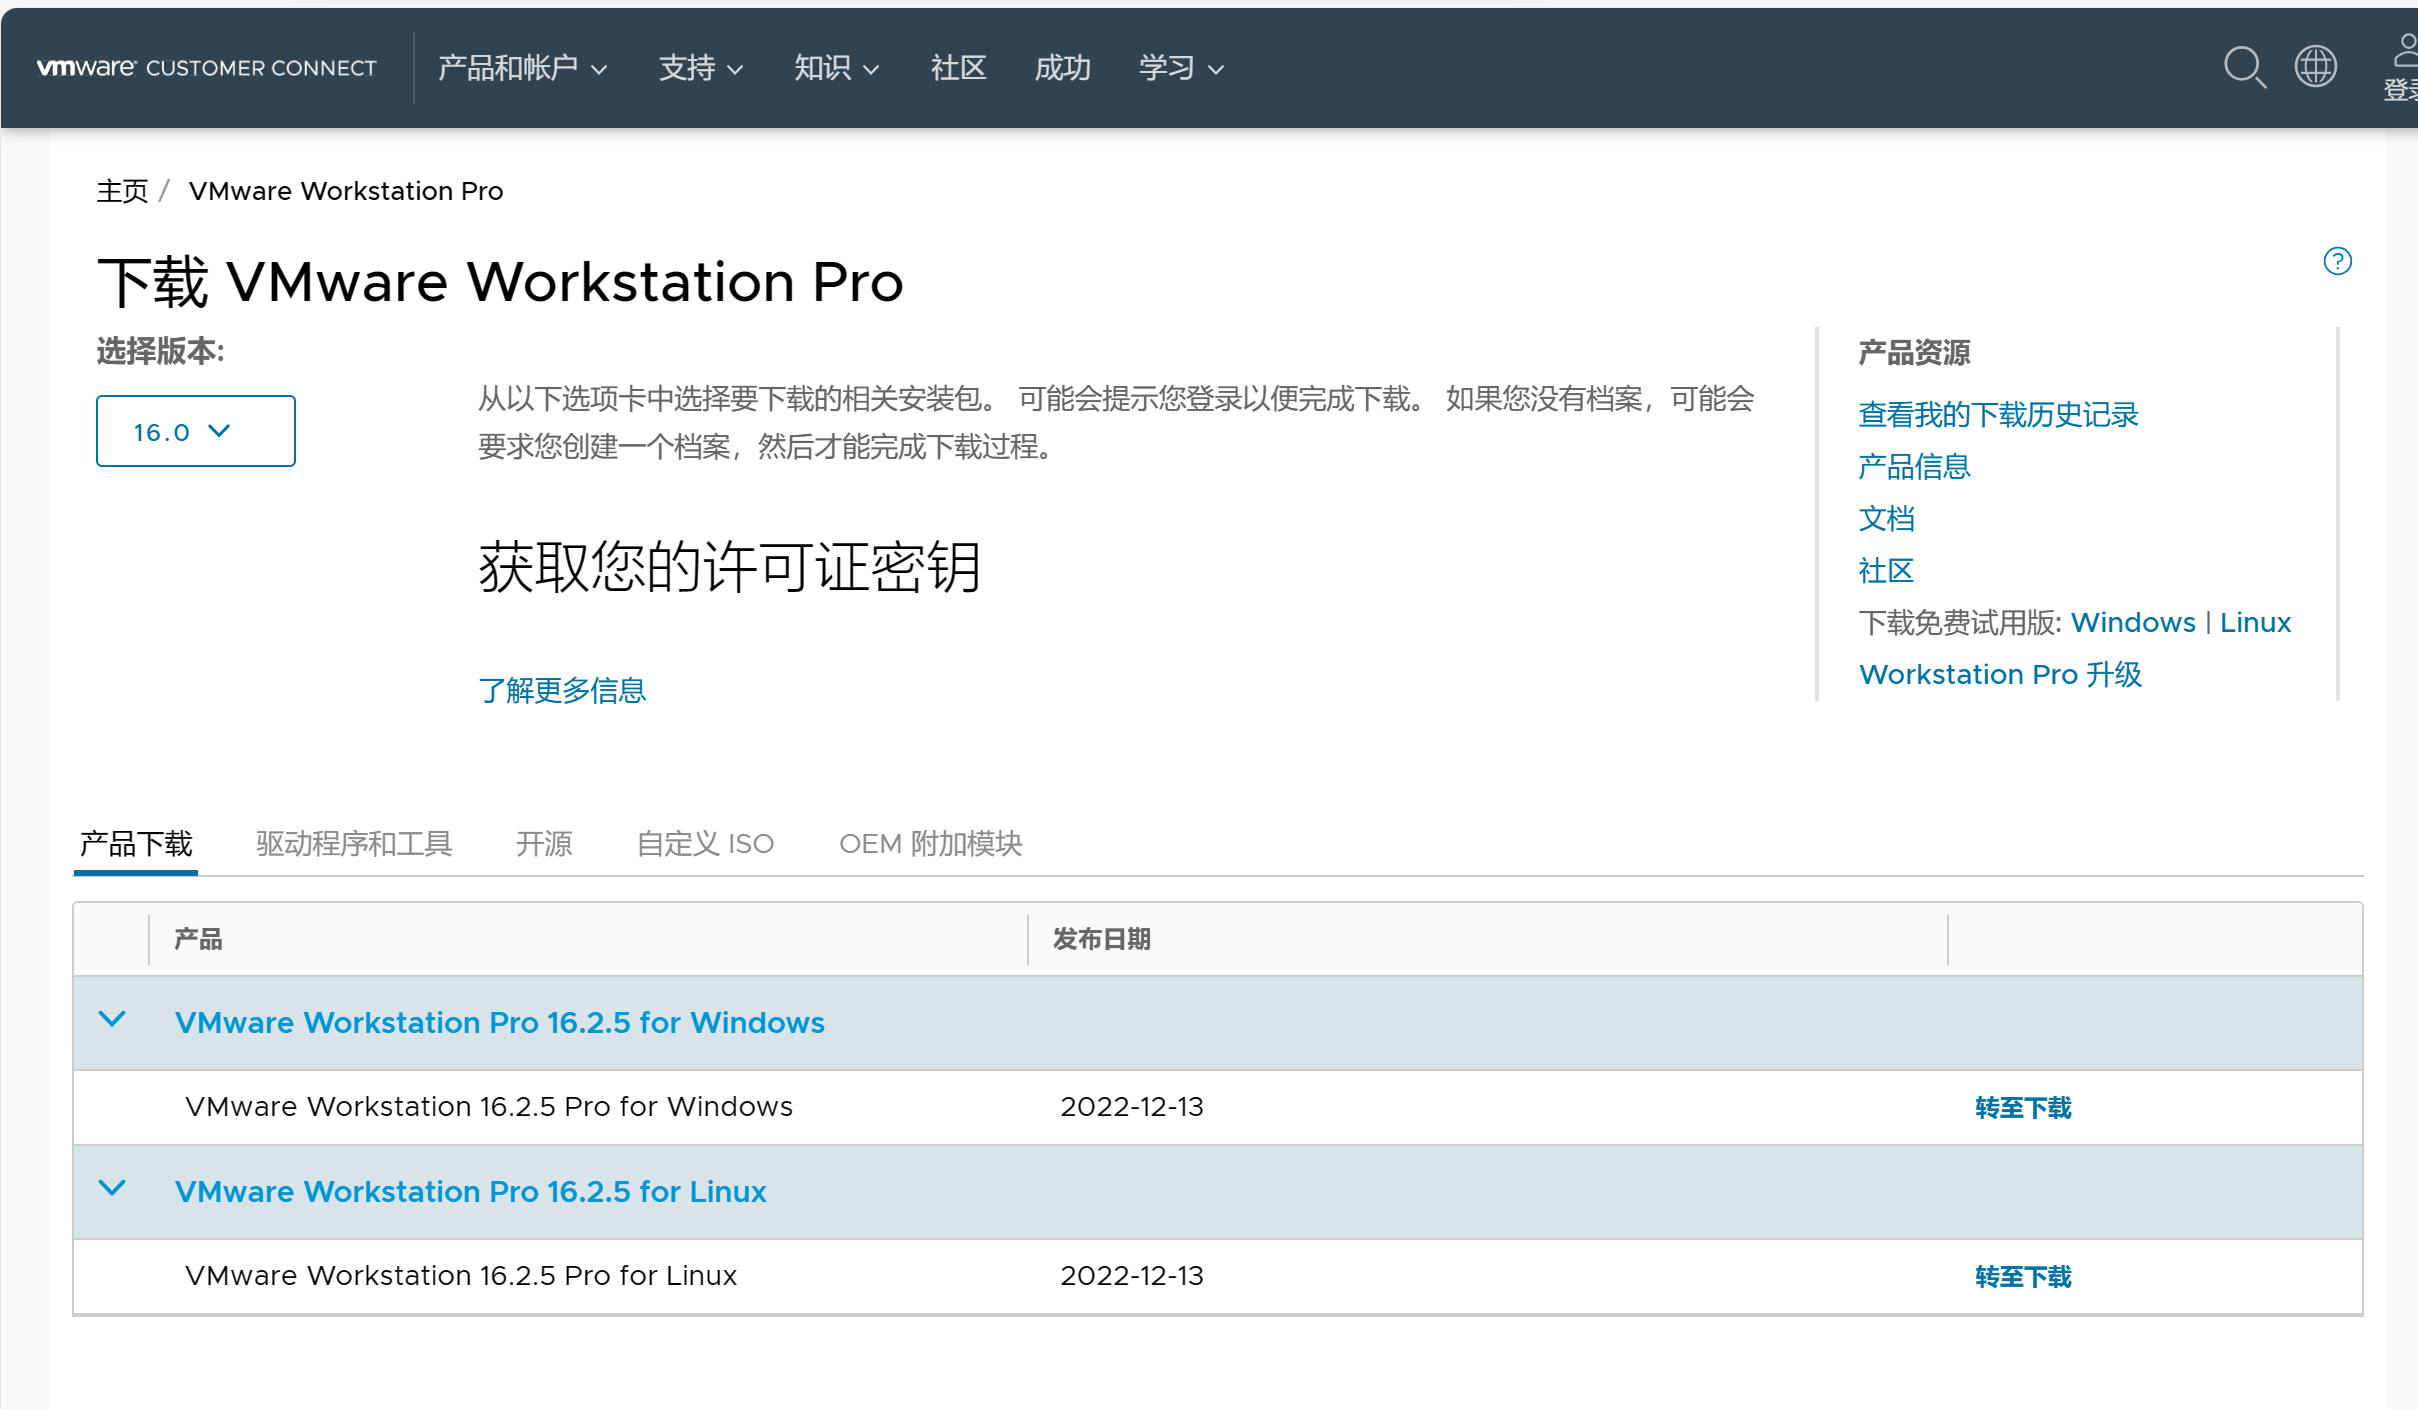 vmware CUSTOMER CONNECT 产品和帐户 支持 知识 社区 成功 学习
登录
主页 / VMware Workstation Pro
下载 VMware Workstation Pro
选择版本:
16.0
从以下选项卡中选择要下载的相关安装包。 可能会提示您登录以便完成下载。 如果您没有档案，可能会
要求您创建一个档案，然后才能完成下载过程。
获取您的许可证密钥
了解更多信息
产品资源
查看我的下载历史记录
产品信息
文档
社区
下载免费试用版: Windows | Linux
Workstation Pro 升级
产品下载 驱动程序和工具 开源 自定义 ISO OEM 附加模块
产品 发布日期
VMware Workstation Pro 16.2.5 for Windows
VMware Workstation 16.2.5 Pro for Windows 2022-12-13 转至下载
VMware Workstation Pro 16.2.5 for Linux
VMware Workstation 16.2.5 Pro for Linux 2022-12-13 转至下载